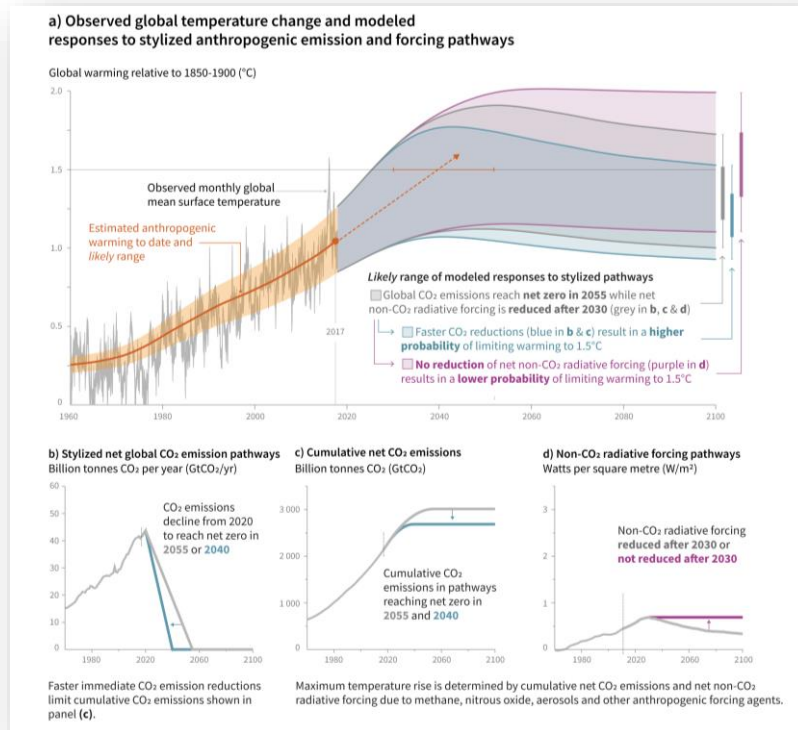 a) Observed global temperature change and modeled
responses to stylized anthropogenic emission and forcing pathways
Global warming relative to 1850-1900 (°C)
2.0
1.5
1.0
0.5
0
Observed monthly global
mean surface temperature
Estimated anthropogenic
warming to date and
likely range
2017
Likely range of modeled responses to stylized pathways
Global CO₂ emissions reach net zero in 2055 while net
non-CO₂ radiative forcing is reduced after 2030 (grey in b, c & d)
Faster CO₂ reductions (blue in b & c) result in a higher
probability of limiting warming to 1.5°C
No reduction of net non-CO₂ radiative forcing (purple in d)
results in a lower probability of limiting warming to 1.5°C
1960 1980 2000 2020 2040 2060 2080 2100
b) Stylized net global CO₂ emission pathways
Billion tonnes CO₂ per year (GtCO₂/yr)
60
50
40
30
20
10
0
CO₂ emissions
decline from 2020
to reach net zero in
2055 or 2040
1980 2020 2060 2100
c) Cumulative net CO₂ emissions
Billion tonnes CO₂ (GtCO₂)
3 000
2 000
1 000
0
Cumulative CO₂
emissions in pathways
reaching net zero in
2055 and 2040
1980 2020 2060 2100
d) Non-CO₂ radiative forcing pathways
Watts per square metre (W/m²)
3
2
1
0
Non-CO₂ radiative forcing
reduced after 2030 or
not reduced after 2030
1980 2020 2060 2100
Faster immediate CO₂ emission reductions
limit cumulative CO₂ emissions shown in
panel (c).
Maximum temperature rise is determined by cumulative net CO₂ emissions and net non-CO₂
radiative forcing due to methane, nitrous oxide, aerosols and other anthropogenic forcing agents.